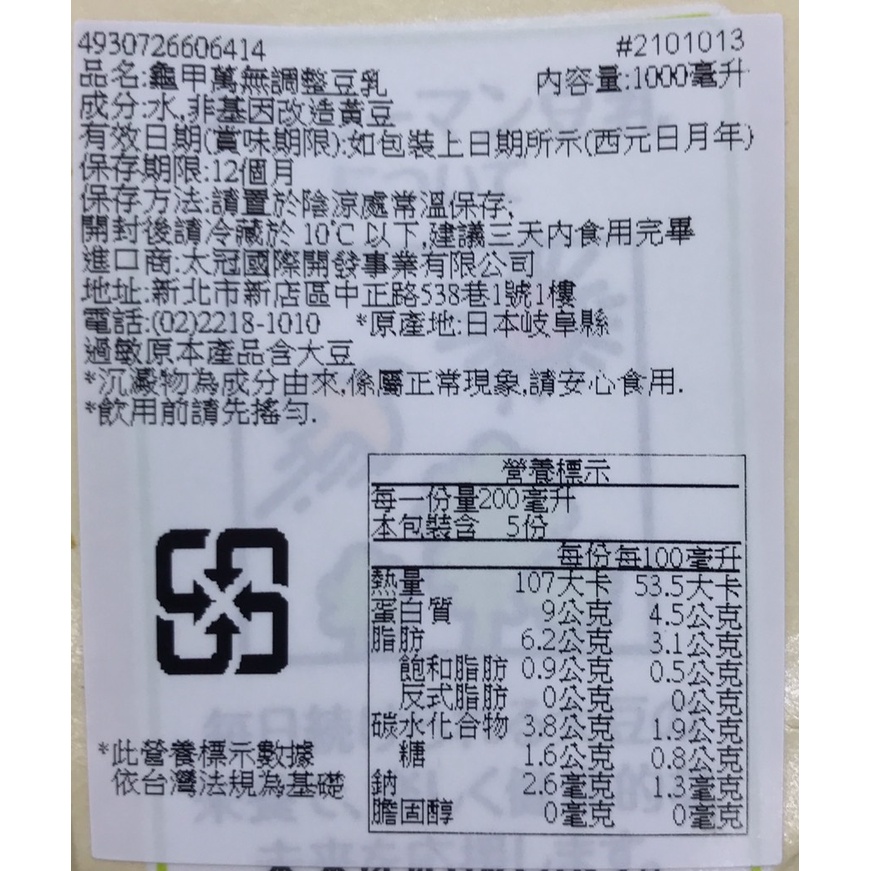 4930726606414 #2101013
品名:龜甲萬無調整豆乳 內容量:1000毫升
成分:水,非基因改造黃豆
有效日期(賞味期限):如包裝上日期所示(西元日月年)
保存期限:12個月
保存方法:請置於陰涼處常溫保存;
開封後請冷藏於 10℃ 以下,建議三天內食用完畢
進口商:太冠國際開發事業有限公司
地址:新北市新店區中正路538巷1號1樓
電話:(02)2218-1010 *原產地:日本岐阜縣
過敏原本產品含大豆
*沉澱物為成分由來,係屬正常現象,請安心食用.
*飲用前請先搖勻.
營養標示
每一份量200毫升
本包裝含 5份
每份 每100毫升
熱量 107大卡 53.5大卡
蛋白質 9公克 4.5公克
脂肪 6.2公克 3.1公克
飽和脂肪 0.9公克 0.5公克
反式脂肪 0公克 0公克
碳水化合物 3.8公克 1.9公克
糖 1.6公克 0.8公克
鈉 2.6毫克 1.3毫克
膽固醇 0毫克 0毫克
*此營養標示數據
依台灣法規為基礎